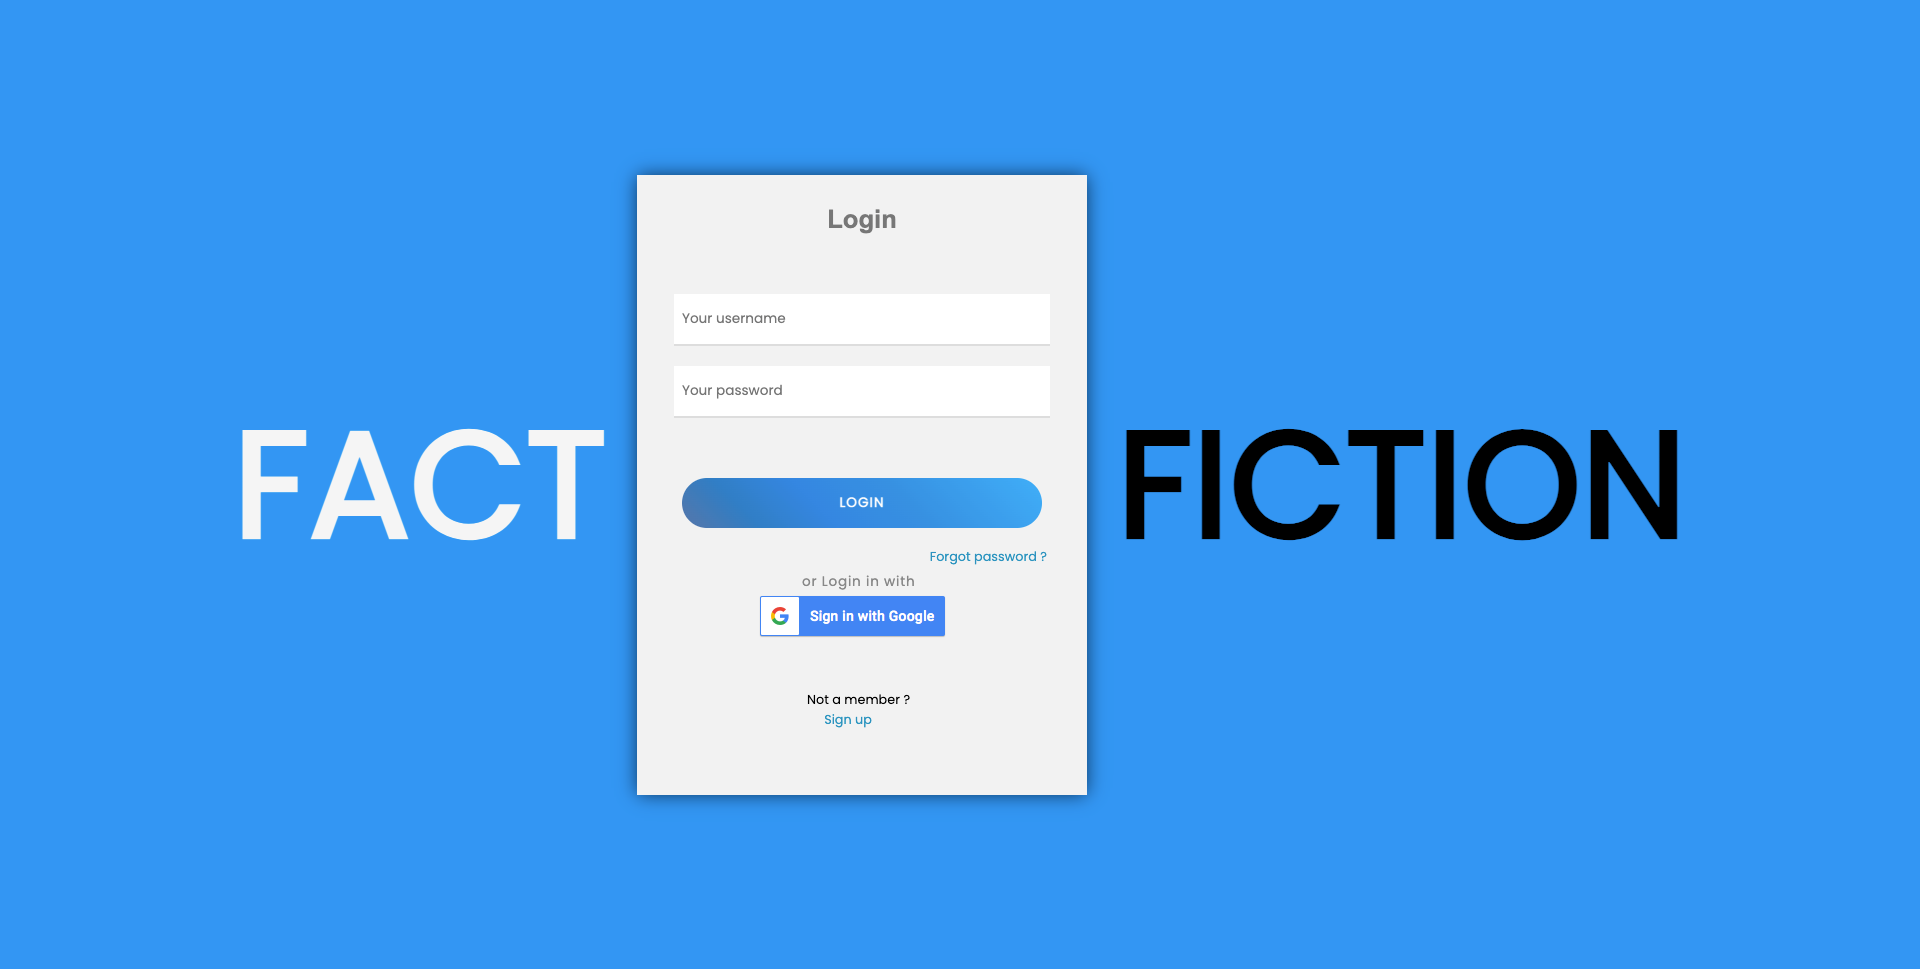 Login
Your username
Your password
FACT
FICTION
LOGIN
Forgot password ?
or Login in with
Sign in with Google
Not a member ?
Sign up